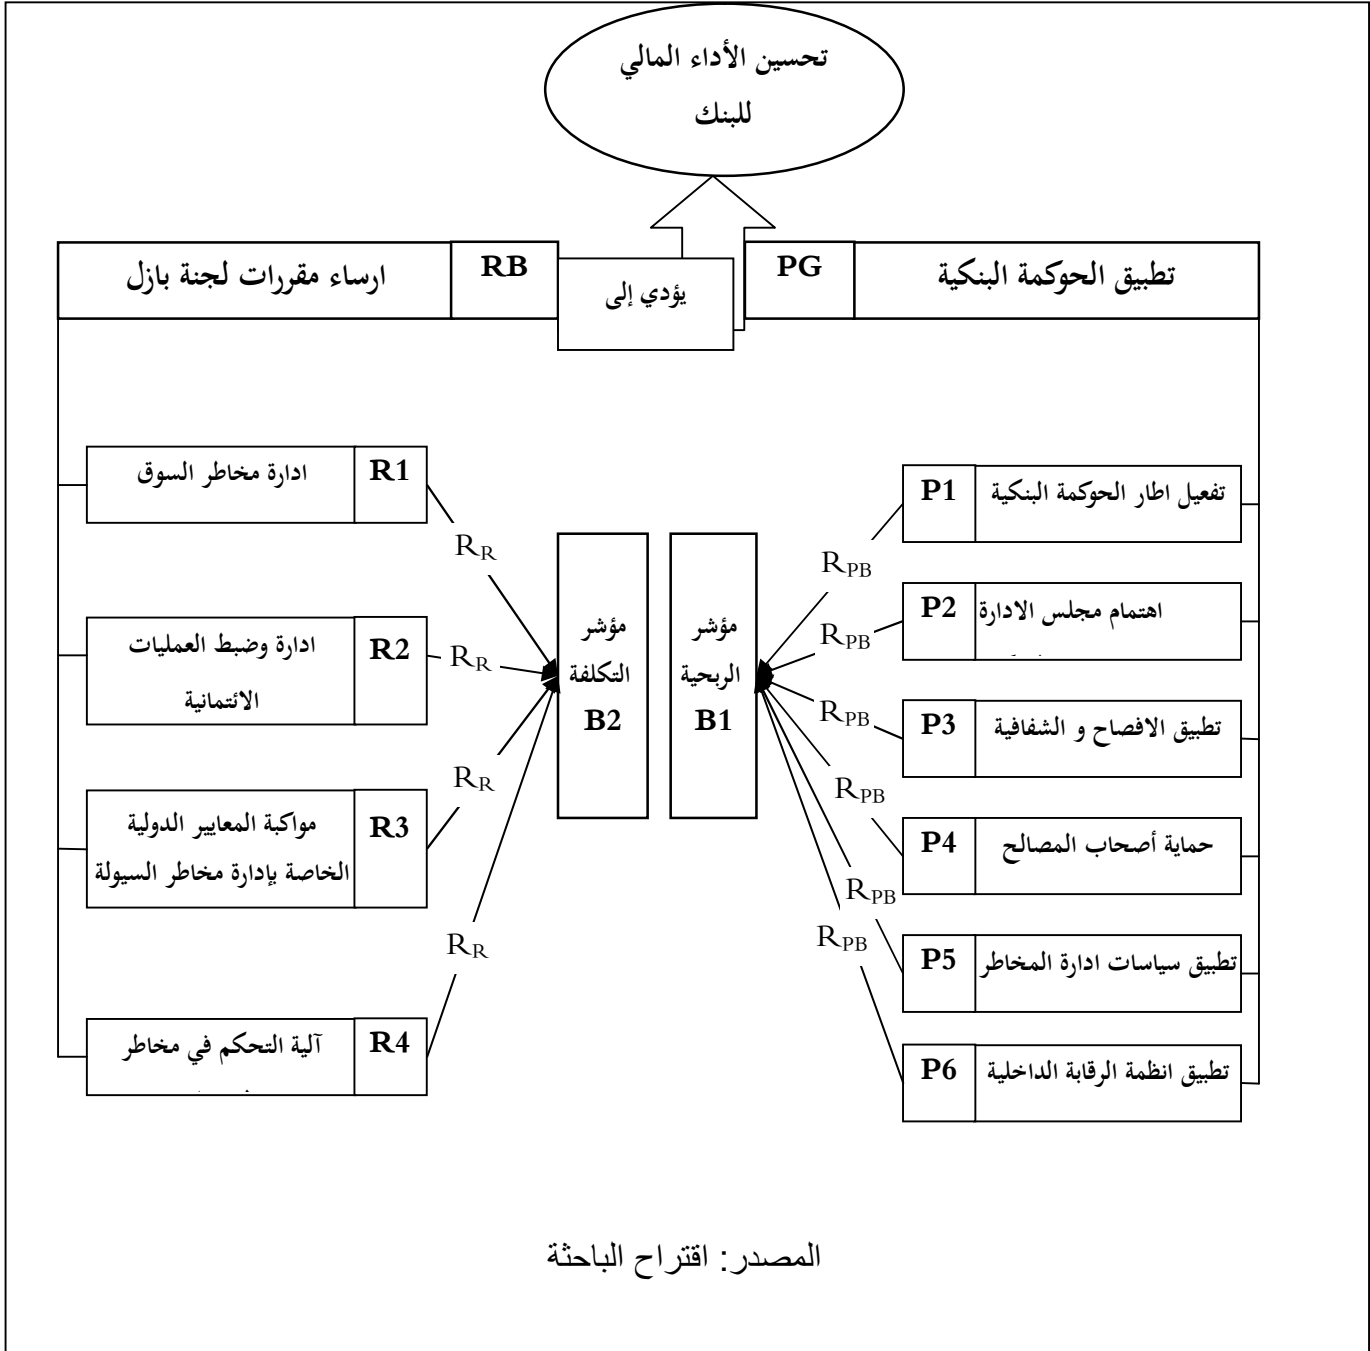 تحسين الأداء المالي
للبنك
تطبيق الحوكمة البنكية
PG
يؤدي إلى
RB
ارساء مقررات لجنة بازل
P1
تفعيل اطار الحوكمة البنكية
P2
اهتمام مجلس الادارة
P3
تطبيق الافصاح و الشفافية
P4
حماية أصحاب المصالح
P5
تطبيق سياسات ادارة المخاطر
P6
تطبيق انظمة الرقابة الداخلية
RPB
RPB
RPB
RPB
RPB
RPB
مؤشر
الربحية
B1
مؤشر
التكلفة
B2
RR
RR
RR
RR
R1
ادارة مخاطر السوق
R2
ادارة وضبط العمليات
الائتمانية
R3
مواكبة المعايير الدولية
الخاصة بإدارة مخاطر السيولة
R4
آلية التحكم في مخاطر
المصدر: اقتراح الباحثة